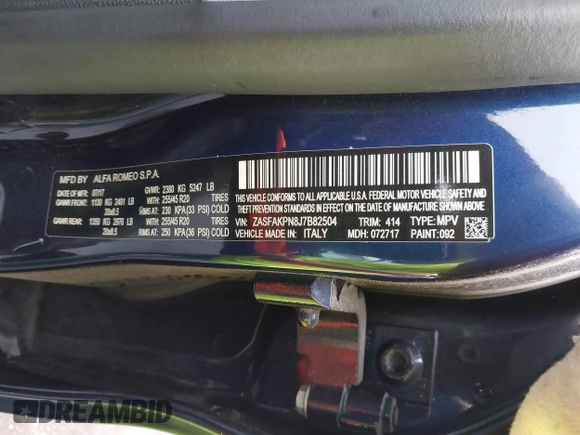 MFD BY ALFA ROMEO S.P.A.
DATE OF MFR 07/17 GVWR: 2380 KG 5247 LB
GAWR FRONT: 1130 KG 2491 LB WITH: 255/45 R20
20x8.5 RIMS AT: 230 KPA (33 PSI) COLD
GAWR REAR: 1350 KG 2976 LB WITH: 255/45 R20
20x8.5 RIMS AT: 250 KPA (36 PSI) COLD
THIS VEHICLE CONFORMS TO ALL APPLICABLE U.S.A. FEDERAL MOTOR VEHICLE SAFETY,
BUMPER AND THEFT PREVENTION STANDARDS IN EFFECT ON THE DATE OF MANUFACTURE SHOWN ABOVE.
VIN: ZASFAKPN8J7B82504 TRIM: 414 TYPE: MPV
VEHICLE MADE IN: ITALY MDH: 072717 PAINT: 092
DREAMBID